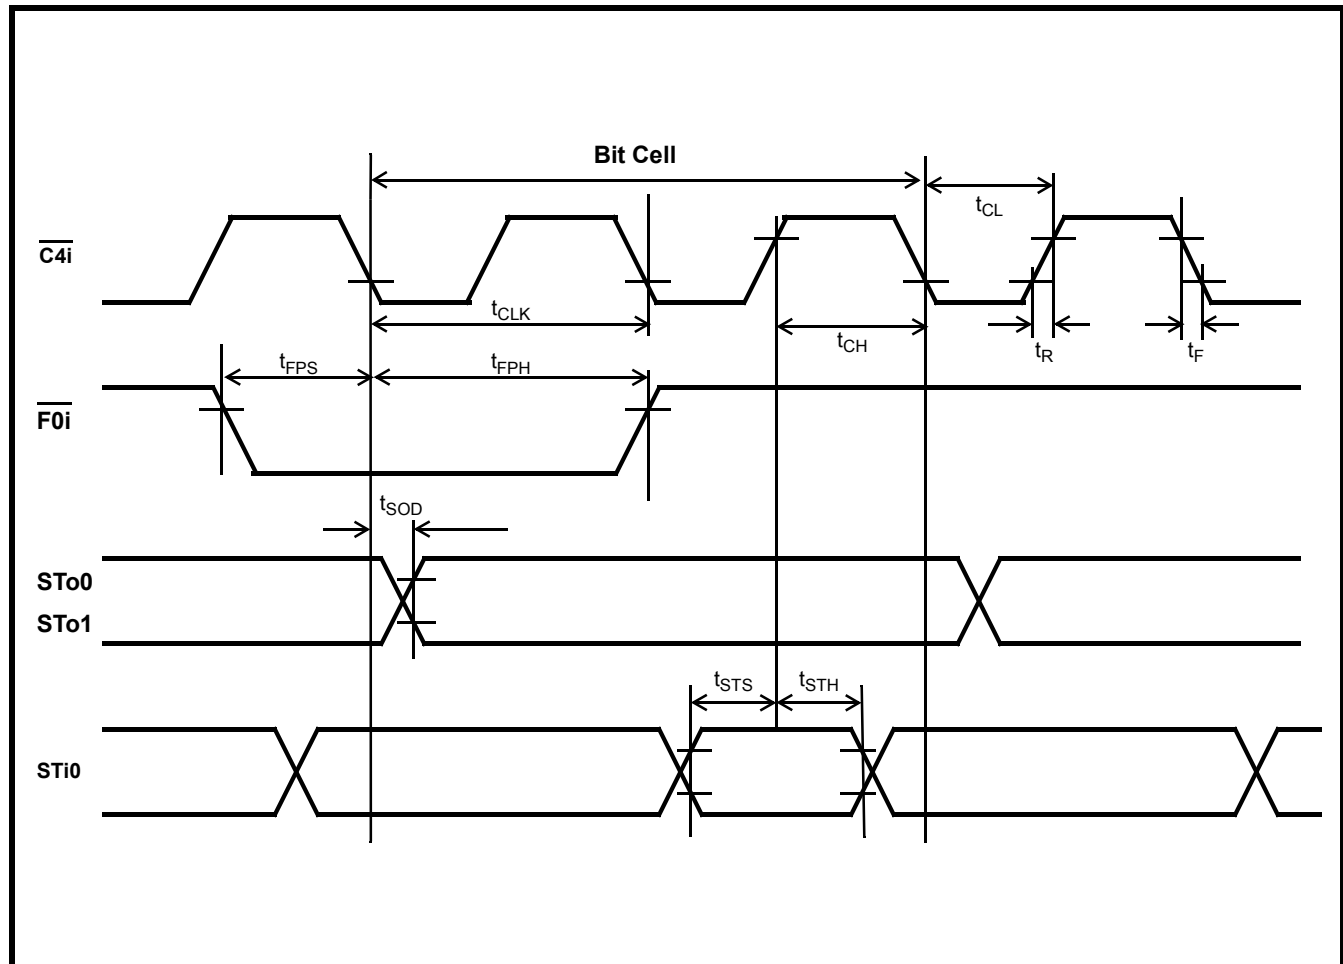 Bit Cell
tCL
C4i
tCLK
tCH
tR
tF
tFPS
tFPH
F0i
tSOD
STo0
STo1
tSTS
tSTH
STi0